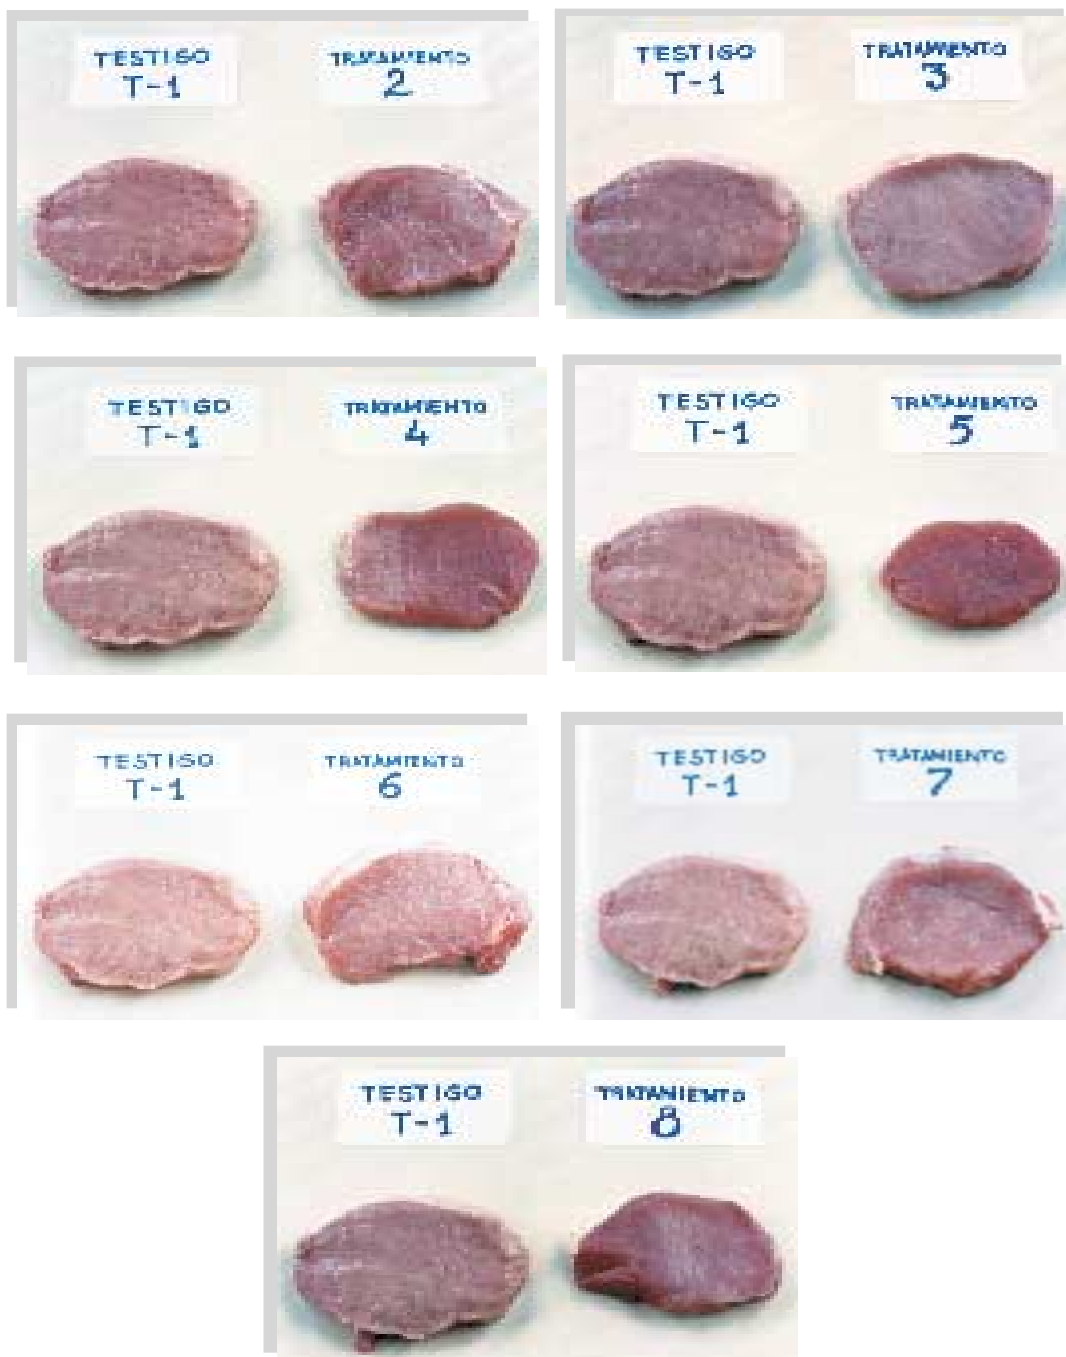 TESTIGO
T-1
TRATAMIENTO
2
TESTIGO
T-1
TRATAMIENTO
3
TESTIGO
T-1
TRATAMIENTO
4
TESTIGO
T-1
TRATAMIENTO
5
TESTIGO
T-1
TRATAMIENTO
6
TESTIGO
T-1
TRATAMIENTO
7
TESTIGO
T-1
TRATAMIENTO
8